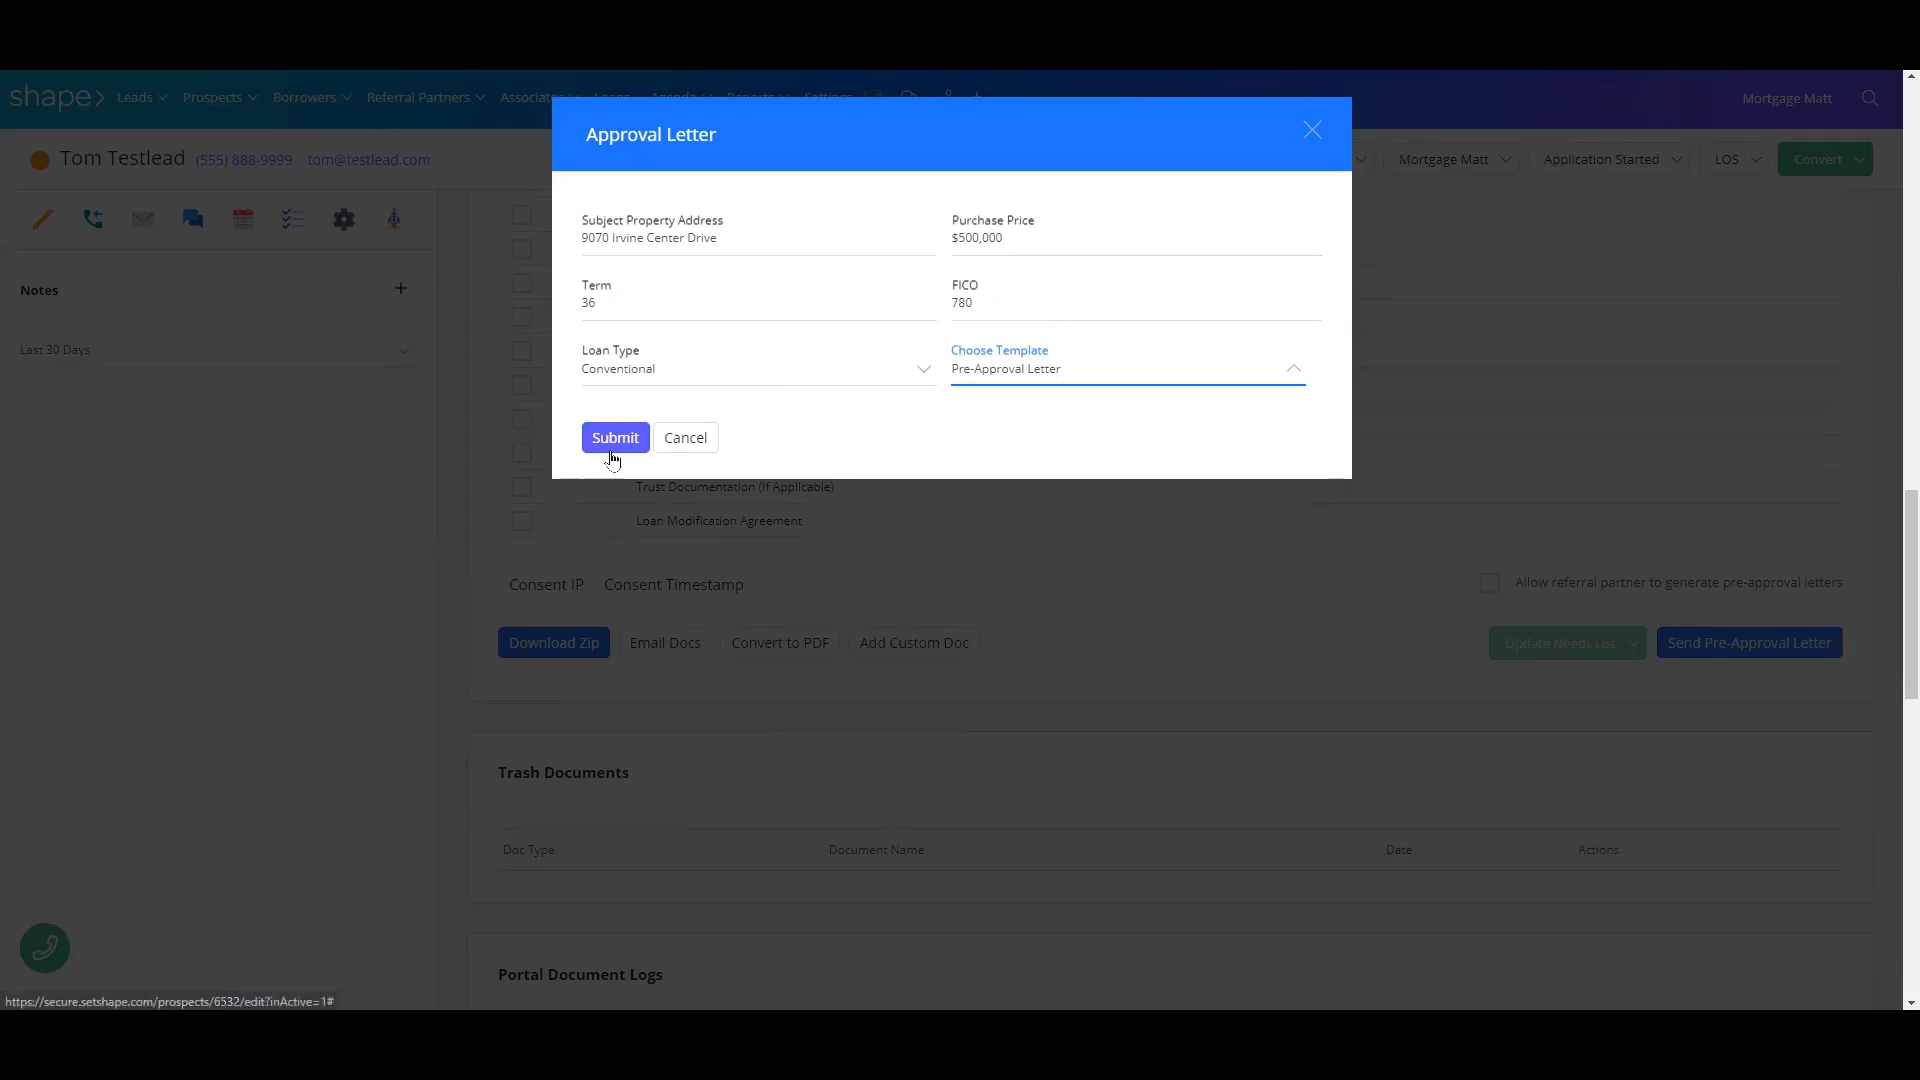 shape>
Leads
Prospects
Borrowers
Referral Partners
Mortgage Matt
Tom Testlead
(555) 888-9999
tom@testlead.com
Mortgage Matt
Application Started
LOS
Convert
Approval Letter
Subject Property Address
9070 Irvine Center Drive
Purchase Price
$500,000
Term
36
FICO
780
Loan Type
Conventional
Choose Template
Pre-Approval Letter
Submit
Cancel
Notes
+
Last 30 Days
Trust Documentation (If Applicable)
Loan Modification Agreement
Consent IP
Consent Timestamp
Allow referral partner to generate pre-approval letters
Download Zip
Email Docs
Convert to PDF
Add Custom Doc
Update Needs List
Send Pre-Approval Letter
Trash Documents
Doc Type
Document Name
Date
Actions
Portal Document Logs
https://secure.setshape.com/prospects/6532/edit?inActive=1#